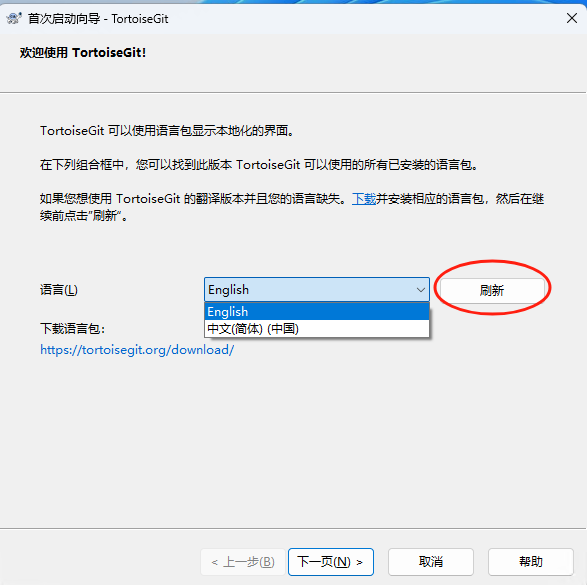 首次启动向导 - TortoiseGit
欢迎使用 TortoiseGit!
TortoiseGit 可以使用语言包显示本地化的界面。
在下列组合框中，您可以找到此版本 TortoiseGit 可以使用的所有已安装的语言包。
如果您想使用 TortoiseGit 的翻译版本并且您的语言缺失。下载并安装相应的语言包，然后在继
续前点击"刷新"。
语言(L)
English
刷新
English
中文(简体) (中国)
下载语言包：
https://tortoisegit.org/download/
< 上一步(B)
下一页(N) >
取消
帮助